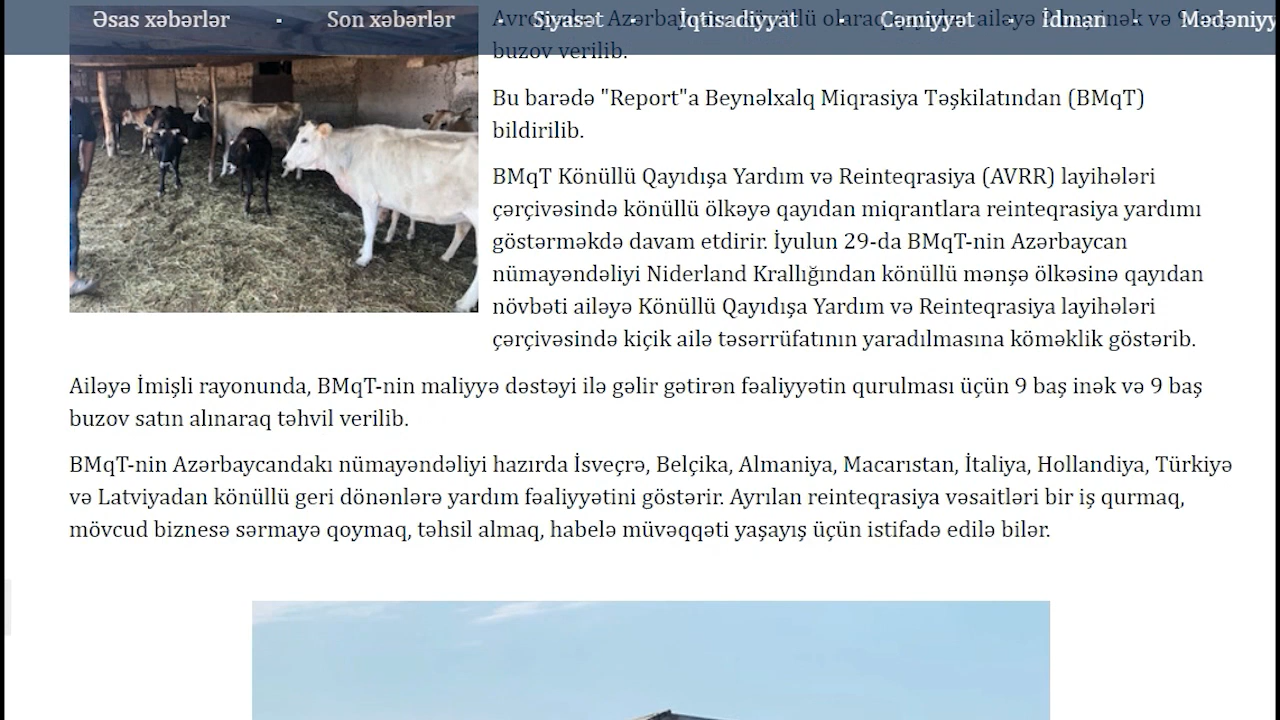 Əsas xəbərlər · Son xəbərlər · Siyasət · İqtisadiyyat · Cəmiyyət · İdman · Mədəniyy
buzov verilib.
Bu barədə "Report"a Beynəlxalq Miqrasiya Təşkilatından (BMqT)
bildirilib.
BMqT Könüllü Qayıdışa Yardım və Reinteqrasiya (AVRR) layihələri
çərçivəsində könüllü ölkəyə qayıdan miqrantlara reinteqrasiya yardımı
göstərməkdə davam etdirir. İyulun 29-da BMqT-nin Azərbaycan
nümayəndəliyi Niderland Krallığından könüllü mənşə ölkəsinə qayıdan
növbəti ailəyə Könüllü Qayıdışa Yardım və Reinteqrasiya layihələri
çərçivəsində kiçik ailə təsərrüfatının yaradılmasına köməklik göstərib.
Ailəyə İmişli rayonunda, BMqT-nin maliyyə dəstəyi ilə gəlir gətirən fəaliyyətin qurulması üçün 9 baş inək və 9 baş
buzov satın alınaraq təhvil verilib.
BMqT-nin Azərbaycandakı nümayəndəliyi hazırda İsveçrə, Belçika, Almaniya, Macarıstan, İtaliya, Hollandiya, Türkiyə
və Latviyadan könüllü geri dönənlərə yardım fəaliyyətini göstərir. Ayrılan reinteqrasiya vəsaitləri bir iş qurmaq,
mövcud biznesə sərmayə qoymaq, təhsil almaq, habelə müvəqqəti yaşayış üçün istifadə edilə bilər.